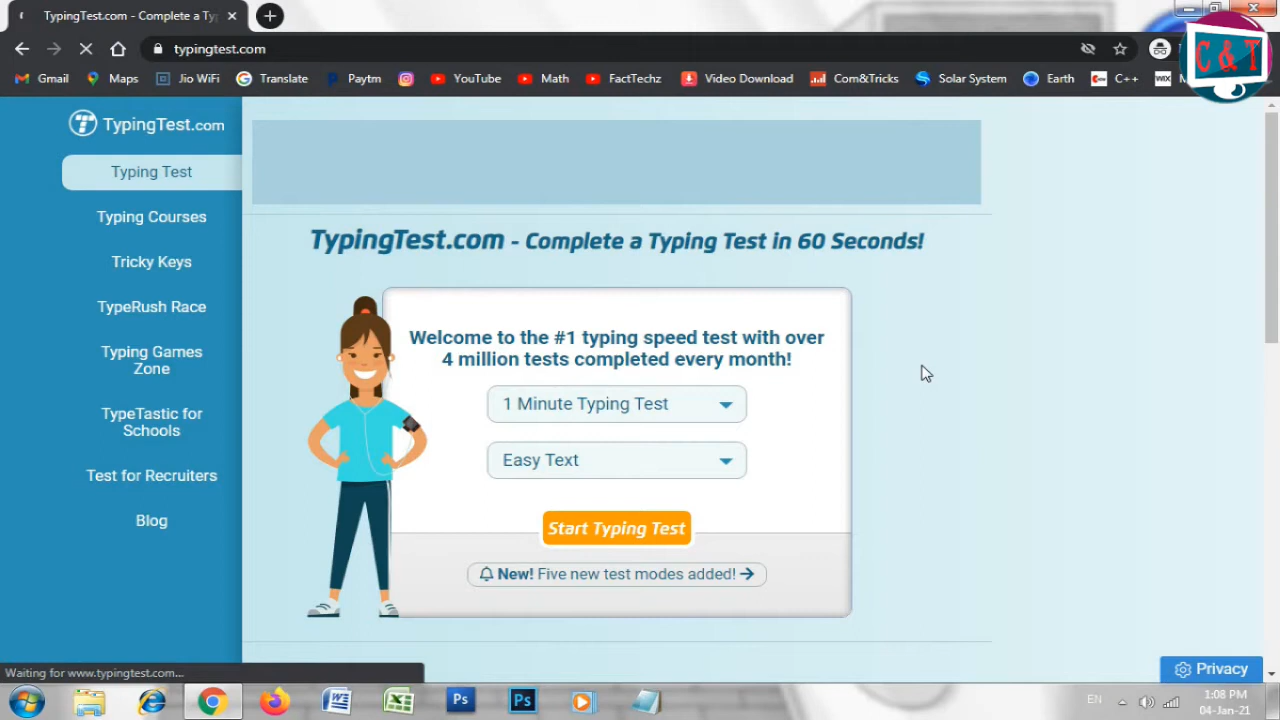 TypingTest.com - Complete a Typ
typingtest.com
Gmail
Maps
Jio WiFi
Translate
Paytm
YouTube
Math
FactTechz
Video Download
Com&Tricks
Solar System
Earth
C++
WIX
C & T
TypingTest.com
Typing Test
Typing Courses
Tricky Keys
TypeRush Race
Typing Games
Zone
TypeTastic for
Schools
Test for Recruiters
Blog
TypingTest.com - Complete a Typing Test in 60 Seconds!
Welcome to the #1 typing speed test with over
4 million tests completed every month!
1 Minute Typing Test
Easy Text
Start Typing Test
New! Five new test modes added!
Privacy
Waiting for www.typingtest.com...
Ps
Ps
EN
1:08 PM
04-Jan-21